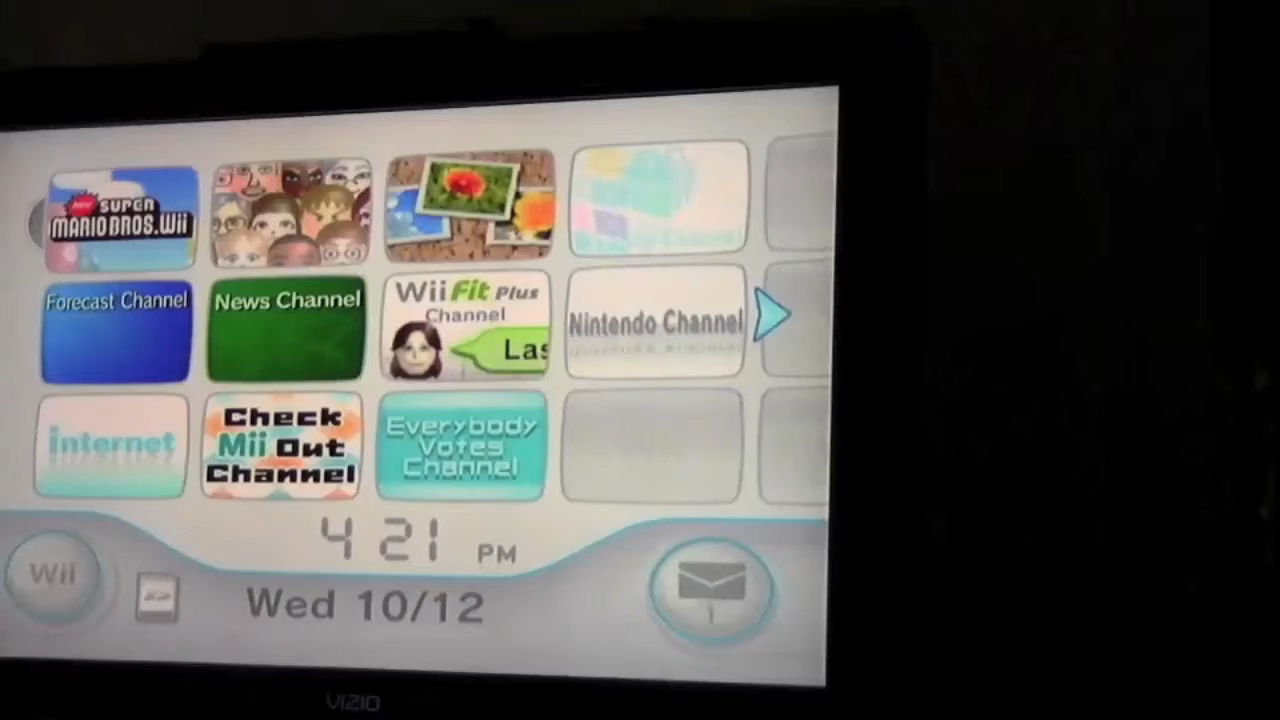 New
SUPER
MARIO BROS.Wii
Forecast Channel
News Channel
Wii Fit Plus
Channel
Las
Nintendo Channel
internet
Check
Mii Out
Channel
Everybody
Votes
Channel
4 21 PM
Wii
Wed 10/12
VIZIO